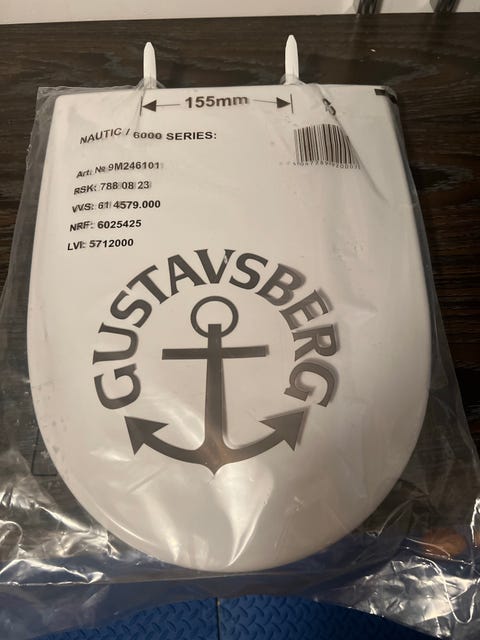 155mm
NAUTIC / 6000 SERIES:
Art: № 9M246101
RSK: 788 08 23
VVS: 61 4579.000
NRF: 6025425
LVI: 5712000
GUSTAVSBERG